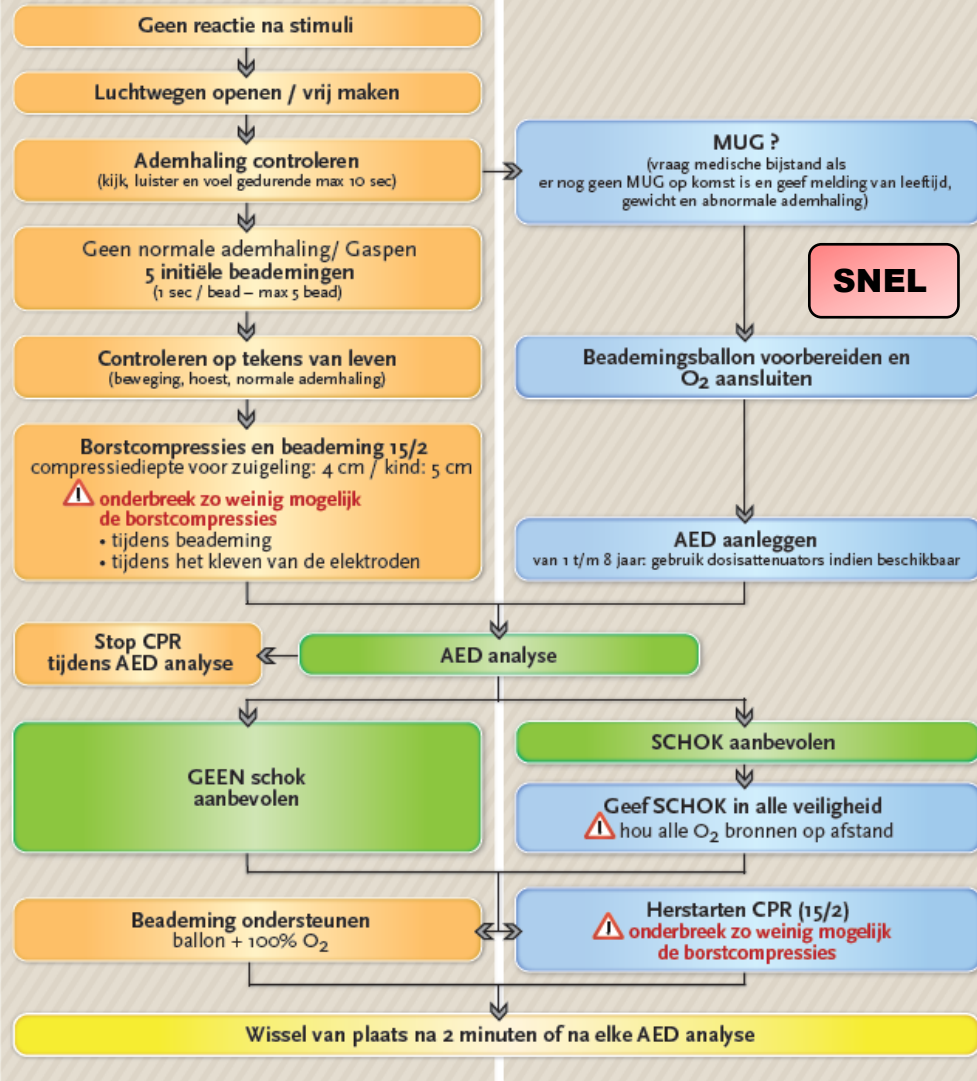 Geen reactie na stimuli
Luchtwegen openen / vrij maken
Ademhaling controleren
(kijk, luister en voel gedurende max 10 sec)
MUG ?
(vraag medische bijstand als
er nog geen MUG op komst is en geef melding van leeftijd,
gewicht en abnormale ademhaling)
Geen normale ademhaling/ Gaspen
5 initiële beademingen
(1 sec / bead – max 5 bead)
SNEL
Controleren op tekens van leven
(beweging, hoest, normale ademhaling)
Beademingsballon voorbereiden en
O2 aansluiten
Borstcompressies en beademing 15/2
compressiediepte voor zuigeling: 4 cm / kind: 5 cm
onderbreek zo weinig mogelijk
de borstcompressies
• tijdens beademing
• tijdens het kleven van de elektroden
AED aanleggen
van 1 t/m 8 jaar: gebruik dosisattenuators indien beschikbaar
Stop CPR
tijdens AED analyse
AED analyse
GEEN schok
aanbevolen
SCHOK aanbevolen
Geef SCHOK in alle veiligheid
hou alle O2 bronnen op afstand
Beademing ondersteunen
ballon + 100% O2
Herstarten CPR (15/2)
onderbreek zo weinig mogelijk
de borstcompressies
Wissel van plaats na 2 minuten of na elke AED analyse